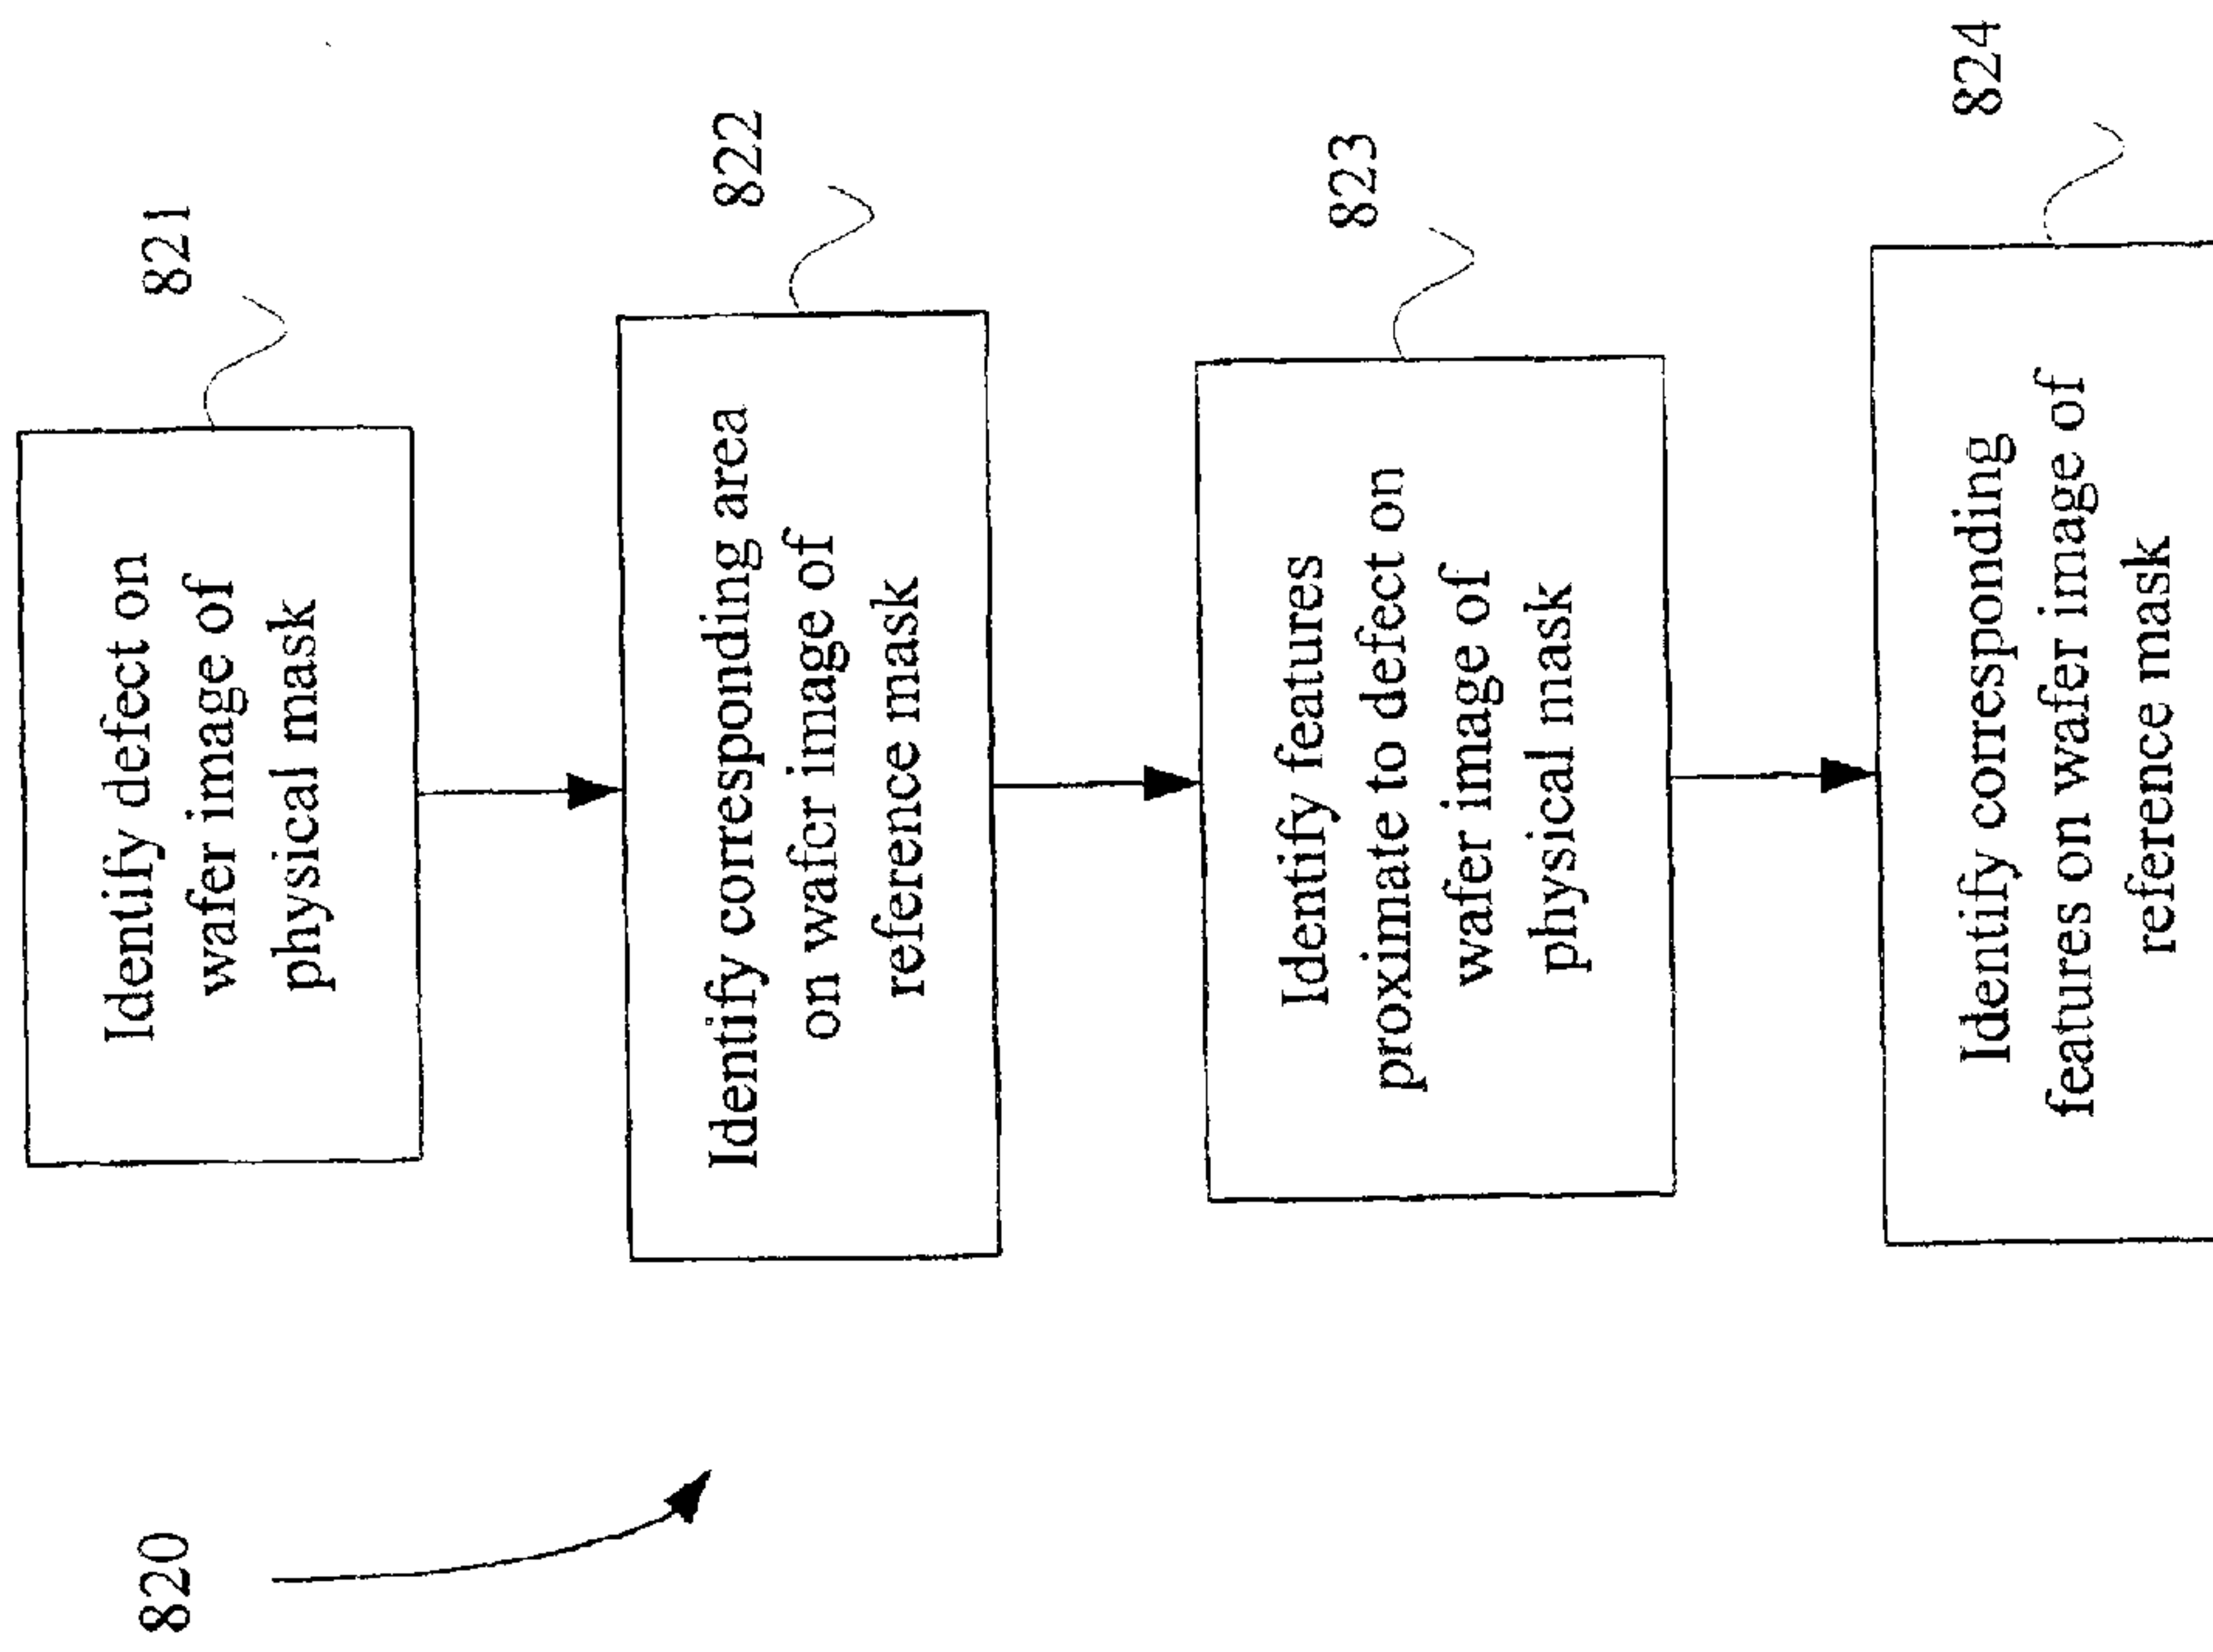 820
821
Identify defect on
wafer image of
physical mask
822
Identify corresponding area
on wafer image of
reference mask
823
Identify features
proximate to defect on
wafer image of
physical mask
824
Identify corresponding
features on wafer image of
reference mask